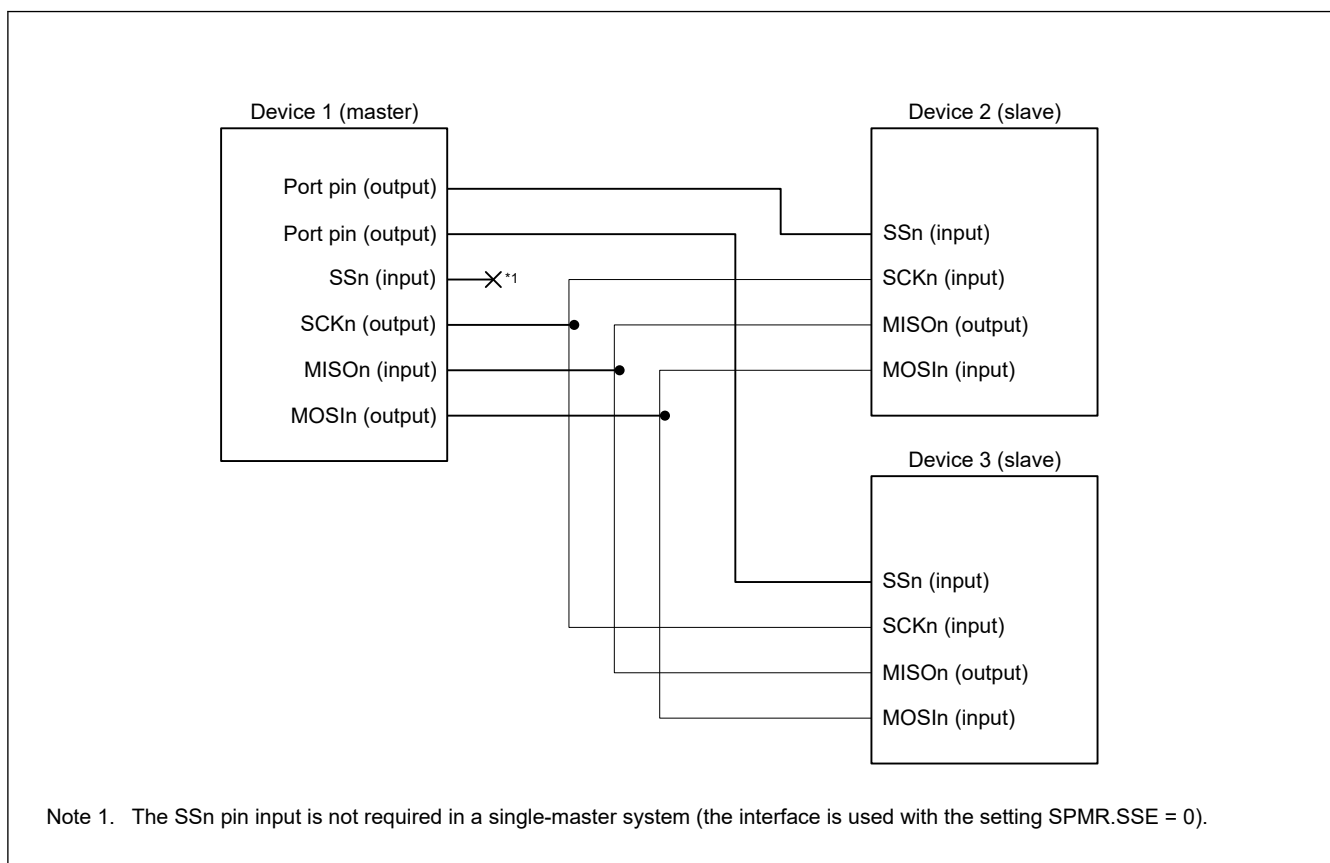 Device 1 (master)
Port pin (output)
Port pin (output)
SSn (input)
*1
SCKn (output)
MISOn (input)
MOSIn (output)
Device 2 (slave)
SSn (input)
SCKn (input)
MISOn (output)
MOSIn (input)
Device 3 (slave)
SSn (input)
SCKn (input)
MISOn (output)
MOSIn (input)
Note 1. The SSn pin input is not required in a single-master system (the interface is used with the setting SPMR.SSE = 0).